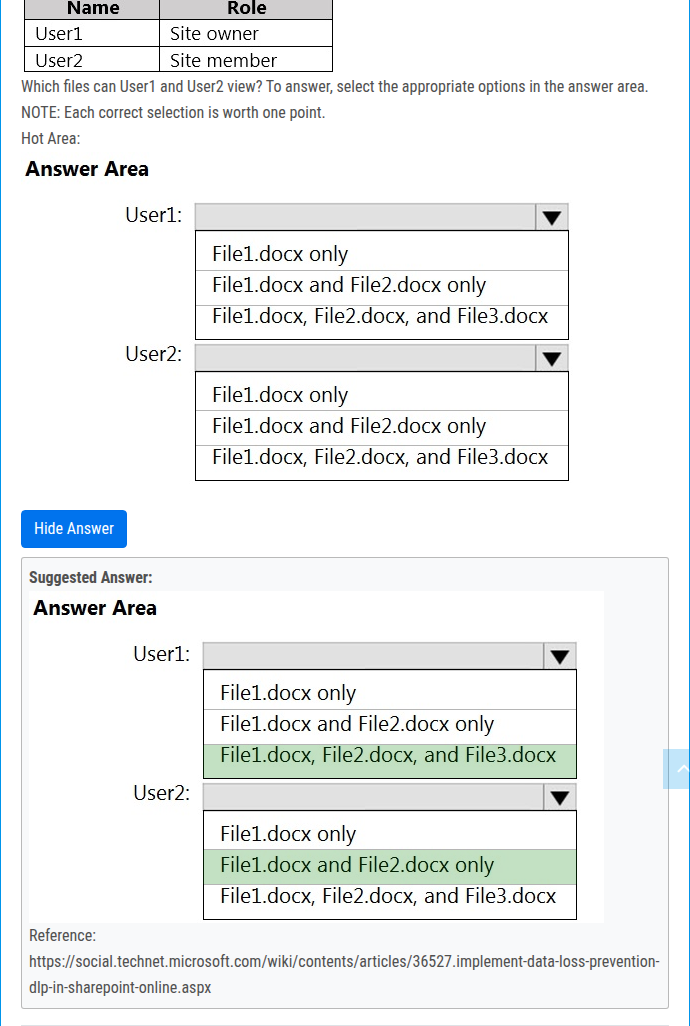 Name Role
User1 Site owner
User2 Site member
Which files can User1 and User2 view? To answer, select the appropriate options in the answer area.
NOTE: Each correct selection is worth one point.
Hot Area:
Answer Area
User1:
File1.docx only
File1.docx and File2.docx only
File1.docx, File2.docx, and File3.docx
User2:
File1.docx only
File1.docx and File2.docx only
File1.docx, File2.docx, and File3.docx
Hide Answer
Suggested Answer:
Answer Area
User1:
File1.docx only
File1.docx and File2.docx only
File1.docx, File2.docx, and File3.docx
User2:
File1.docx only
File1.docx and File2.docx only
File1.docx, File2.docx, and File3.docx
Reference:
https://social.technet.microsoft.com/wiki/contents/articles/36527.implement-data-loss-prevention-
dlp-in-sharepoint-online.aspx